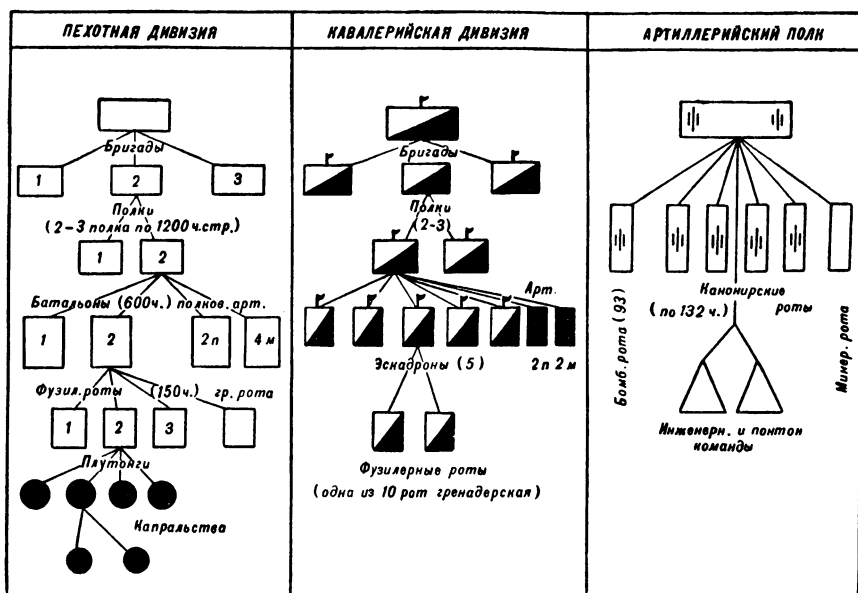 ПЕХОТНАЯ ДИВИЗИЯ
Бригады
1 2 3
Полки
(2-3 полка по 1200 ч.стр.)
1 2
Батальоны (600ч.) полков. арт.
1 2 2п 4м
Фузил. роты (150ч.) гр. рота
1 2 3
Плутонги
Капральства
КАВАЛЕРИЙСКАЯ ДИВИЗИЯ
Бригады
Полки
(2-3)
Арт.
Эскадроны (5) 2п 2м
Фузилерные роты
(одна из 10 рот гренадерская)
АРТИЛЛЕРИЙСКИЙ ПОЛК
Бомб. рота (93)
Канонирские роты
(по 132 ч.)
Минер. рота
Инженерн. и понтон
команды